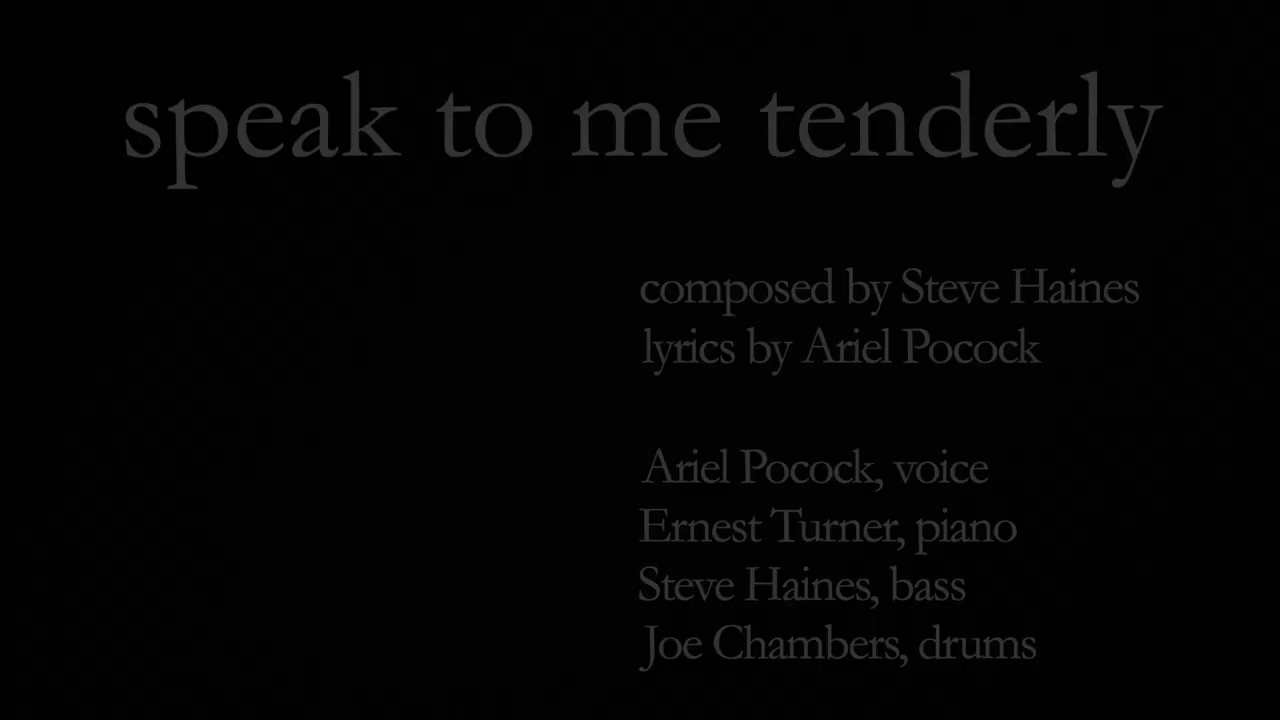 speak to me tenderly
composed by Steve Haines
lyrics by Ariel Pocock
Ariel Pocock, voice
Ernest Turner, piano
Steve Haines, bass
Joe Chambers, drums